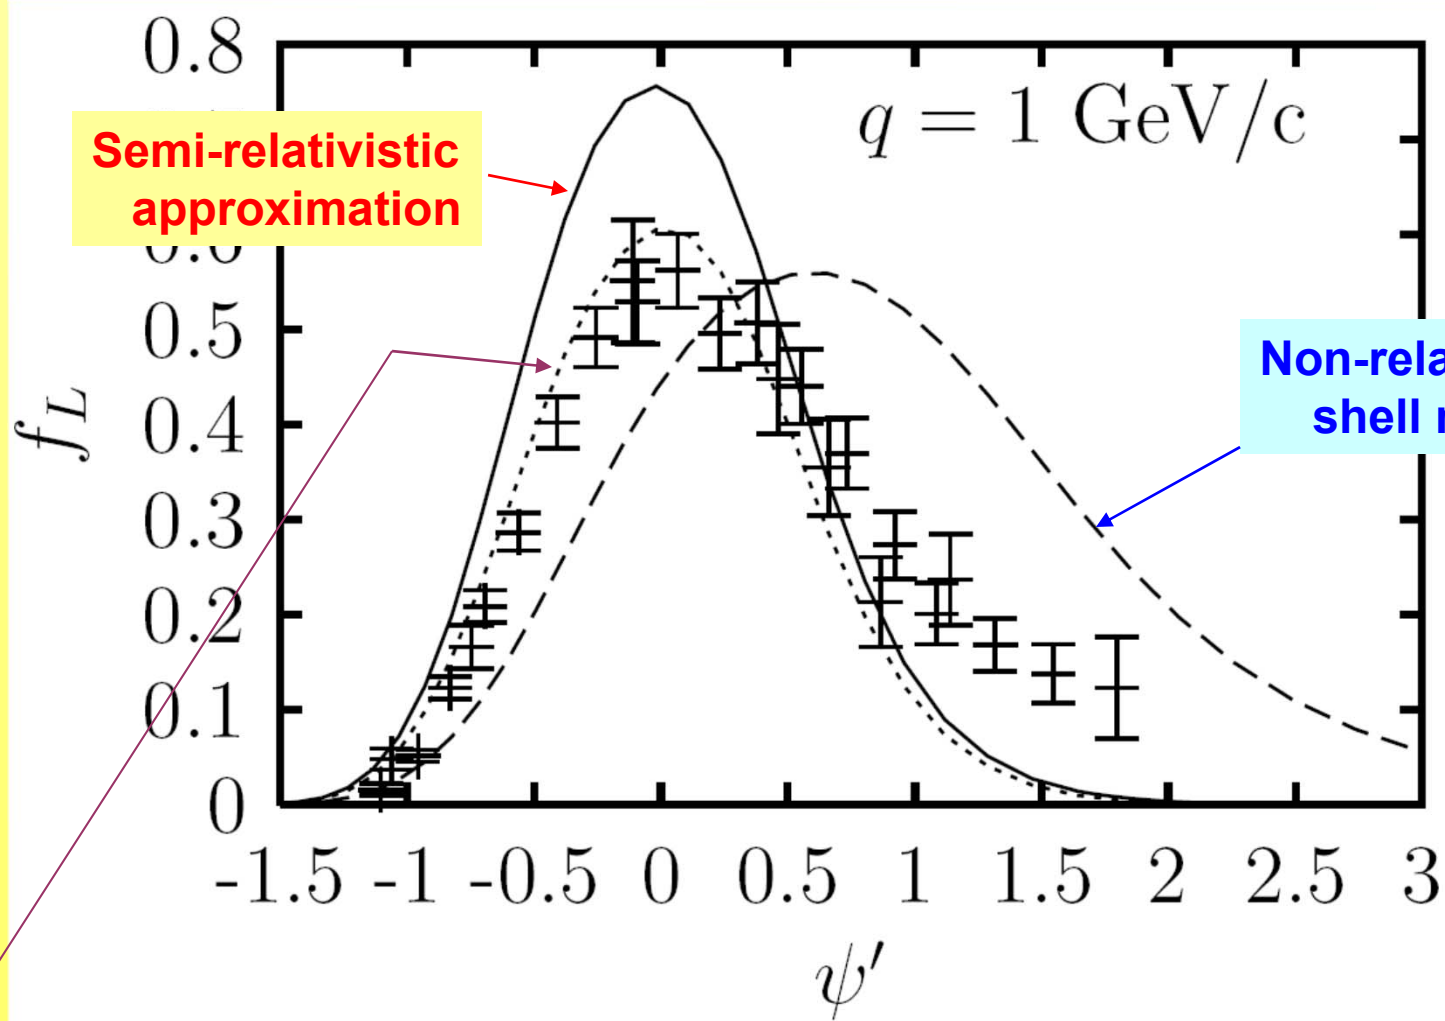 0.8
q = 1 GeV/c
Semi-relativistic
approximation
0.5
Non-rela
shell
f_L
0.4
0.3
0.2
0.1
0
-1.5 -1 -0.5 0 0.5 1 1.5 2 2.5 3
ψ′